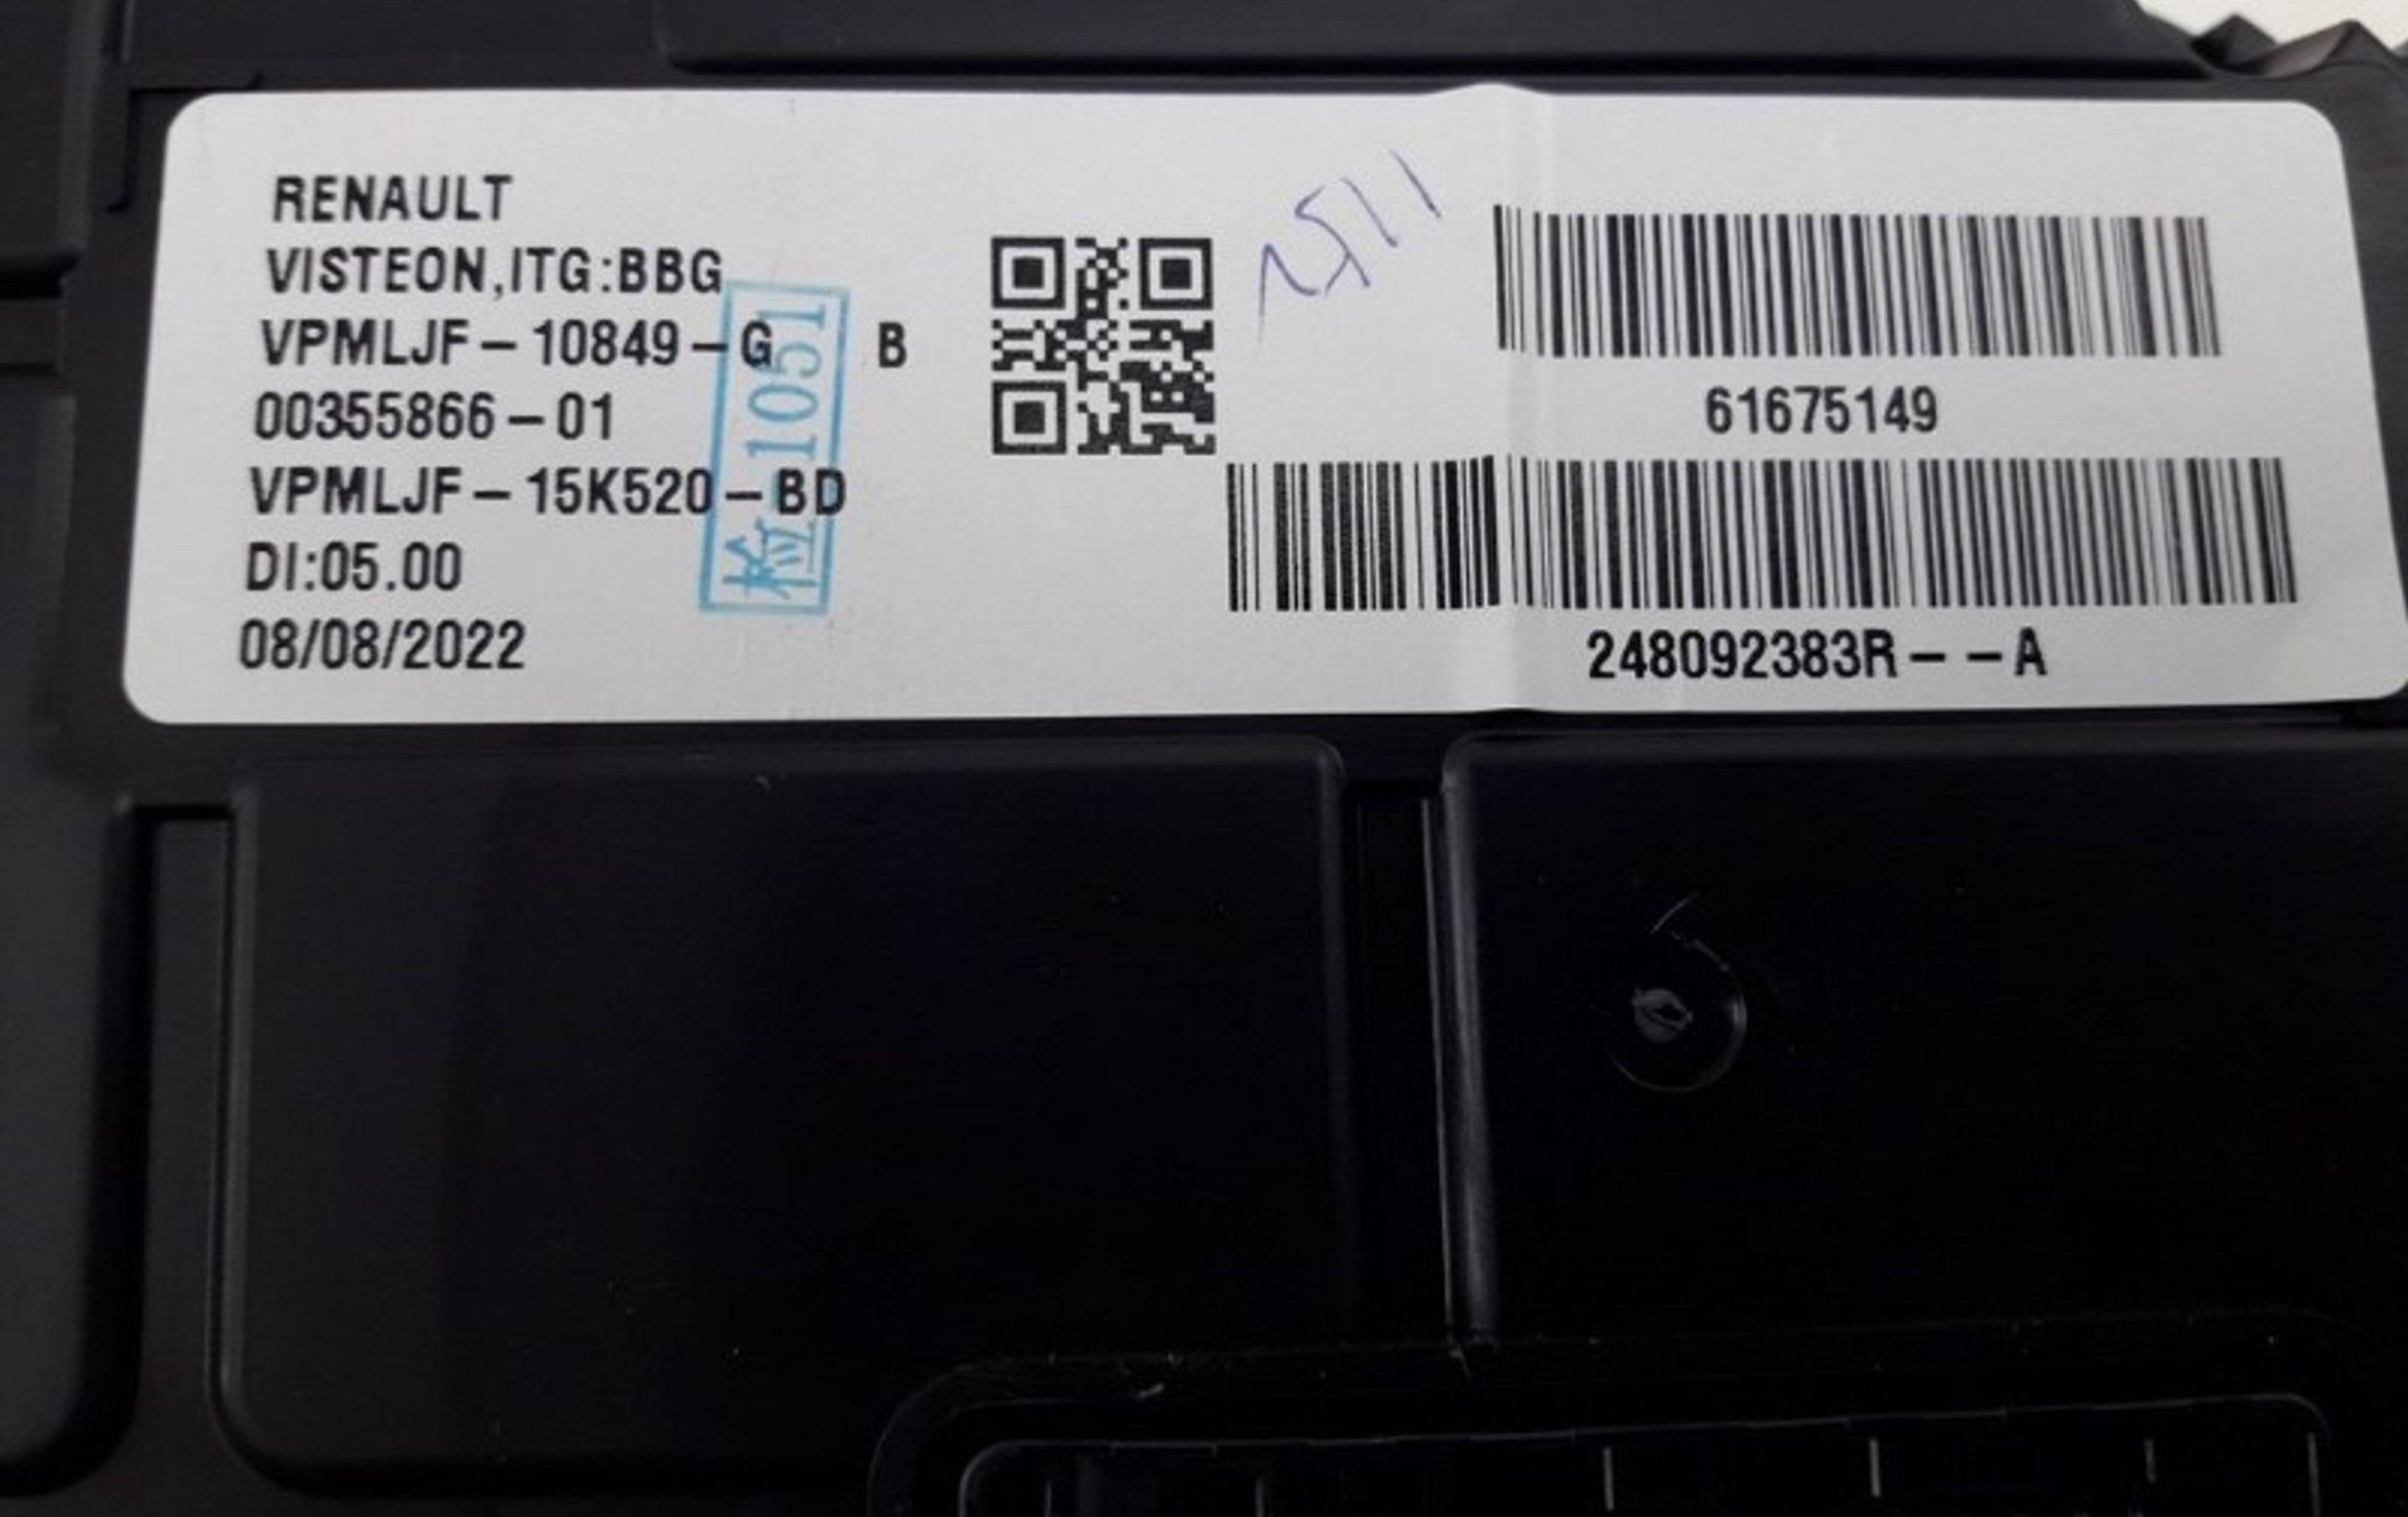 RENAULT
VISTEON,ITG:BBG
VPMLJF-10849-G B
00355866-01
VPMLJF-15K520-BD
DI:05.00
08/08/2022
检 1051
61675149
248092383R--A